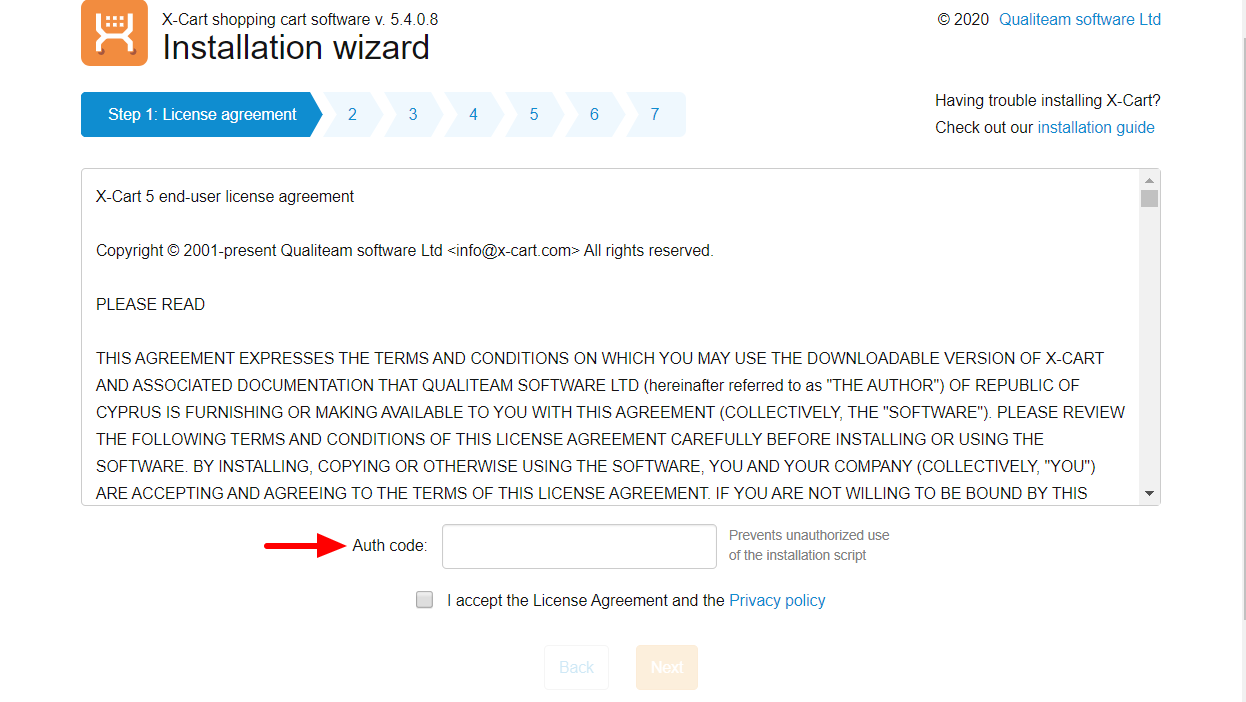 X-Cart shopping cart software v. 5.4.0.8
Installation wizard
© 2020 Qualiteam software Ltd
Step 1: License agreement 2 3 4 5 6 7
Having trouble installing X-Cart?
Check out our installation guide
X-Cart 5 end-user license agreement
Copyright © 2001-present Qualiteam software Ltd <info@x-cart.com> All rights reserved.
PLEASE READ
THIS AGREEMENT EXPRESSES THE TERMS AND CONDITIONS ON WHICH YOU MAY USE THE DOWNLOADABLE VERSION OF X-CART
AND ASSOCIATED DOCUMENTATION THAT QUALITEAM SOFTWARE LTD (hereinafter referred to as "THE AUTHOR") OF REPUBLIC OF
CYPRUS IS FURNISHING OR MAKING AVAILABLE TO YOU WITH THIS AGREEMENT (COLLECTIVELY, THE "SOFTWARE"). PLEASE REVIEW
THE FOLLOWING TERMS AND CONDITIONS OF THIS LICENSE AGREEMENT CAREFULLY BEFORE INSTALLING OR USING THE
SOFTWARE. BY INSTALLING, COPYING OR OTHERWISE USING THE SOFTWARE, YOU AND YOUR COMPANY (COLLECTIVELY, "YOU")
ARE ACCEPTING AND AGREEING TO THE TERMS OF THIS LICENSE AGREEMENT. IF YOU ARE NOT WILLING TO BE BOUND BY THIS
Auth code:
Prevents unauthorized use
of the installation script
I accept the License Agreement and the Privacy policy
Back Next